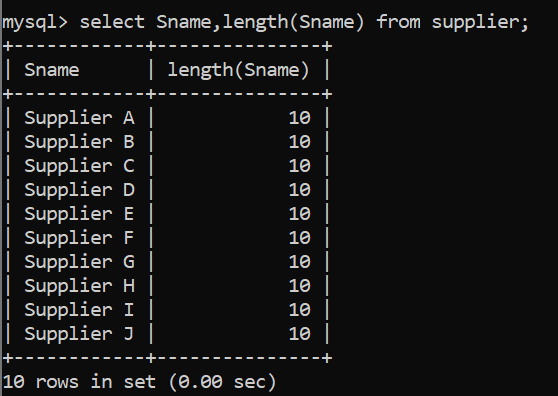 mysql> select Sname,length(Sname) from supplier;
+------------+---------------+
| Sname      | length(Sname) |
+------------+---------------+
| Supplier A |            10 |
| Supplier B |            10 |
| Supplier C |            10 |
| Supplier D |            10 |
| Supplier E |            10 |
| Supplier F |            10 |
| Supplier G |            10 |
| Supplier H |            10 |
| Supplier I |            10 |
| Supplier J |            10 |
+------------+---------------+
10 rows in set (0.00 sec)